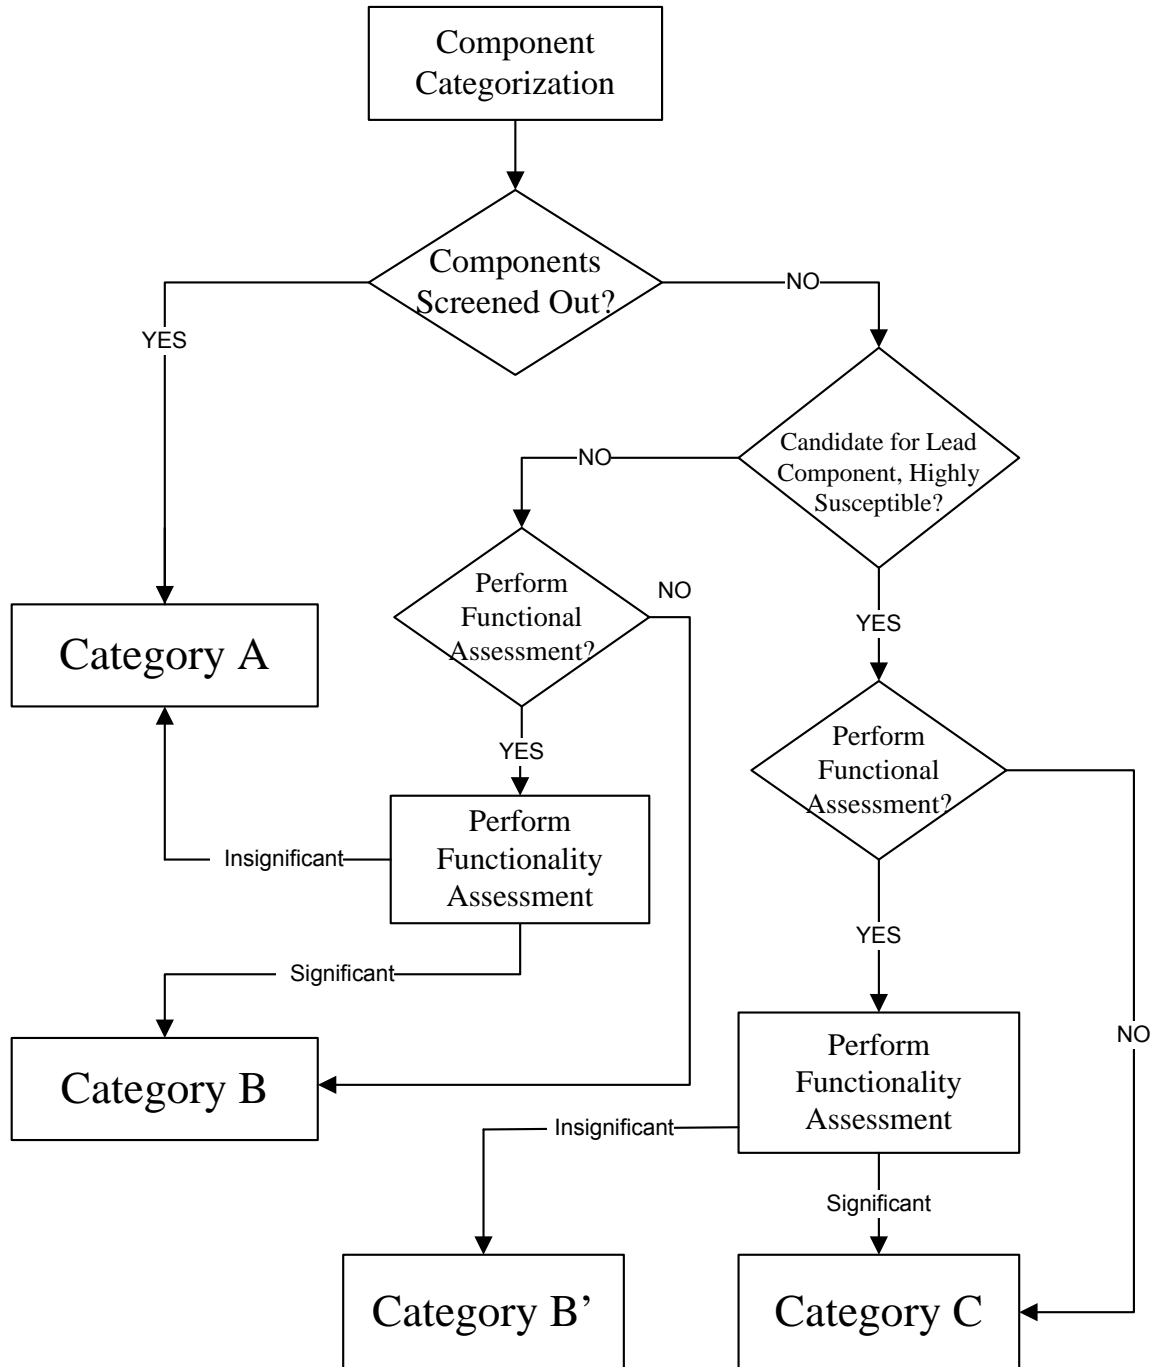 Component
Categorization
Components
Screened Out?
NO
YES
Candidate for Lead
Component, Highly
Susceptible?
NO
Perform
Functional
Assessment?
NO
YES
Category A
YES
Perform
Functional
Assessment?
Perform
Functionality
Assessment
Insignificant
Significant
YES
NO
Category B
Perform
Functionality
Assessment
Insignificant
Significant
Category B’
Category C